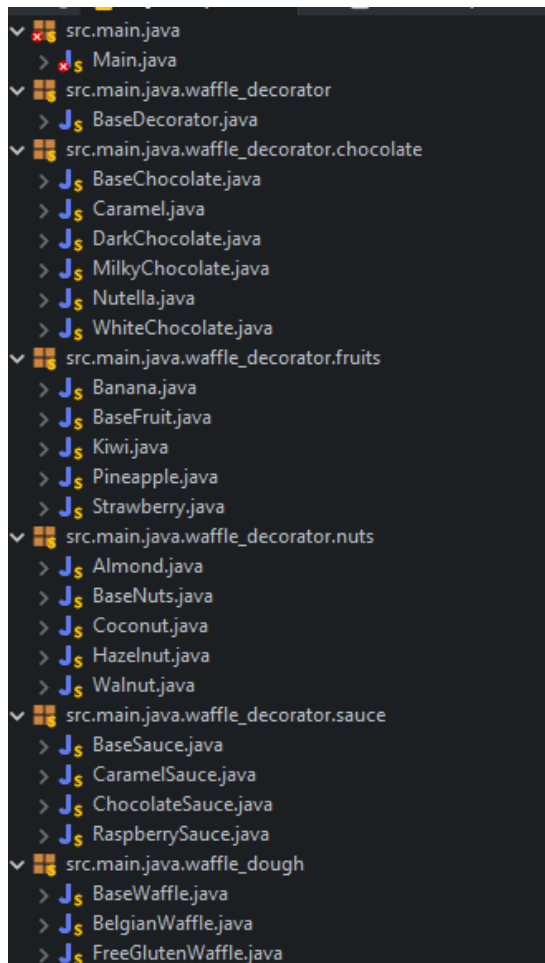 src.main.java
Main.java
src.main.java.waffle_decorator
BaseDecorator.java
src.main.java.waffle_decorator.chocolate
BaseChocolate.java
Caramel.java
DarkChocolate.java
MilkyChocolate.java
Nutella.java
WhiteChocolate.java
src.main.java.waffle_decorator.fruits
Banana.java
BaseFruit.java
Kiwi.java
Pineapple.java
Strawberry.java
src.main.java.waffle_decorator.nuts
Almond.java
BaseNuts.java
Coconut.java
Hazelnut.java
Walnut.java
src.main.java.waffle_decorator.sauce
BaseSauce.java
CaramelSauce.java
ChocolateSauce.java
RaspberrySauce.java
src.main.java.waffle_dough
BaseWaffle.java
BelgianWaffle.java
FreeGlutenWaffle.java